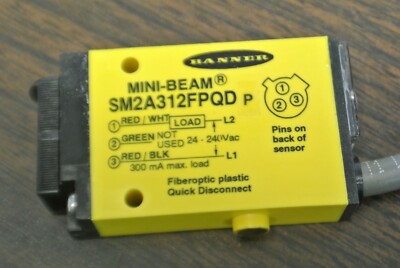 BANNER
MINI-BEAM®
SM2A312FPQD P
1 RED/WHT LOAD L2
2 GREEN NOT USED 24 - 240Vac
3 RED/BLK L1
300 mA max. load
1
2
3
Pins on
back of
sensor
Fiberoptic plastic
Quick Disconnect